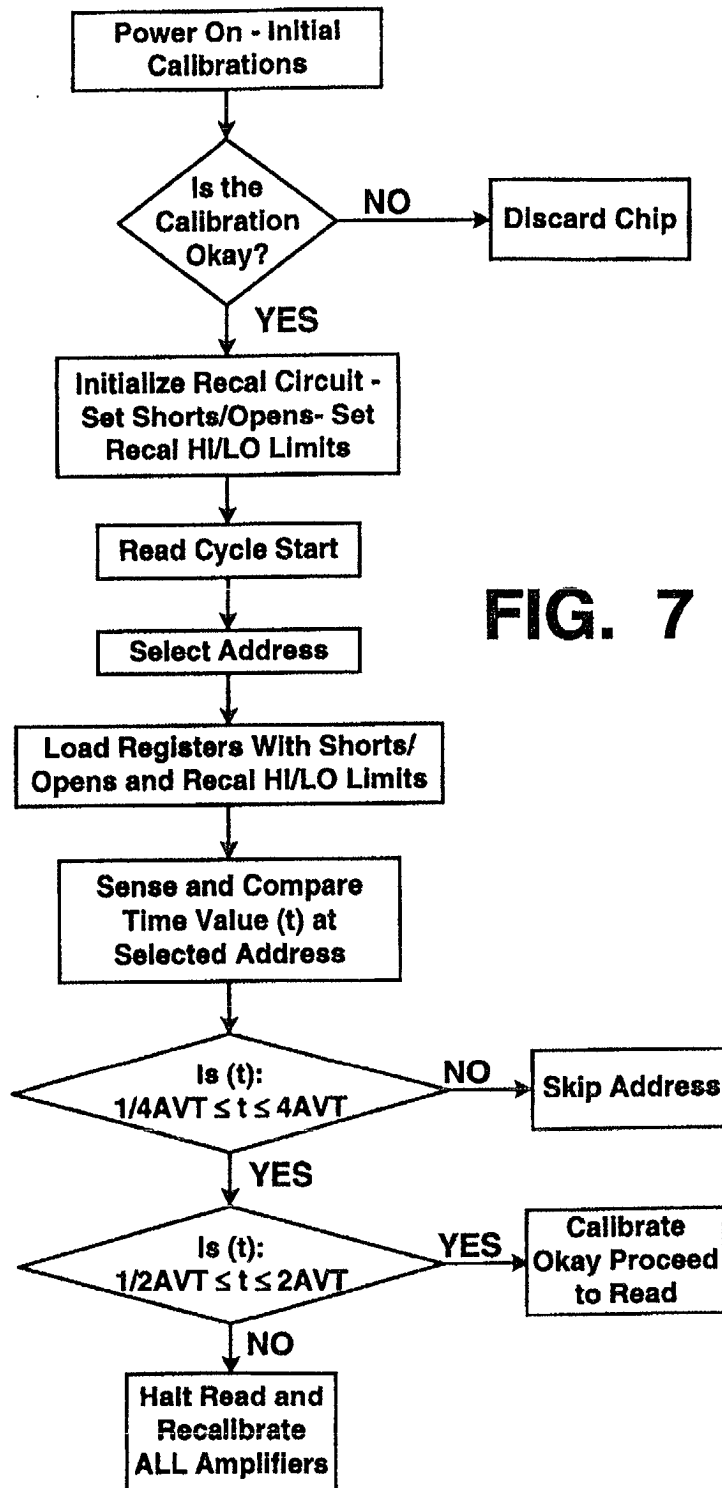 Power On - Initial
Calibrations
Is the
Calibration
Okay?
NO
Discard Chip
YES
Initialize Recal Circuit -
Set Shorts/Opens- Set
Recal HI/LO Limits
Read Cycle Start
FIG. 7
Select Address
Load Registers With Shorts/
Opens and Recal HI/LO Limits
Sense and Compare
Time Value (t) at
Selected Address
Is (t):
1/4AVT ≤ t ≤ 4AVT
NO
Skip Address
YES
Is (t):
1/2AVT ≤ t ≤ 2AVT
YES
Calibrate
Okay Proceed
to Read
NO
Halt Read and
Recalibrate
ALL Amplifiers